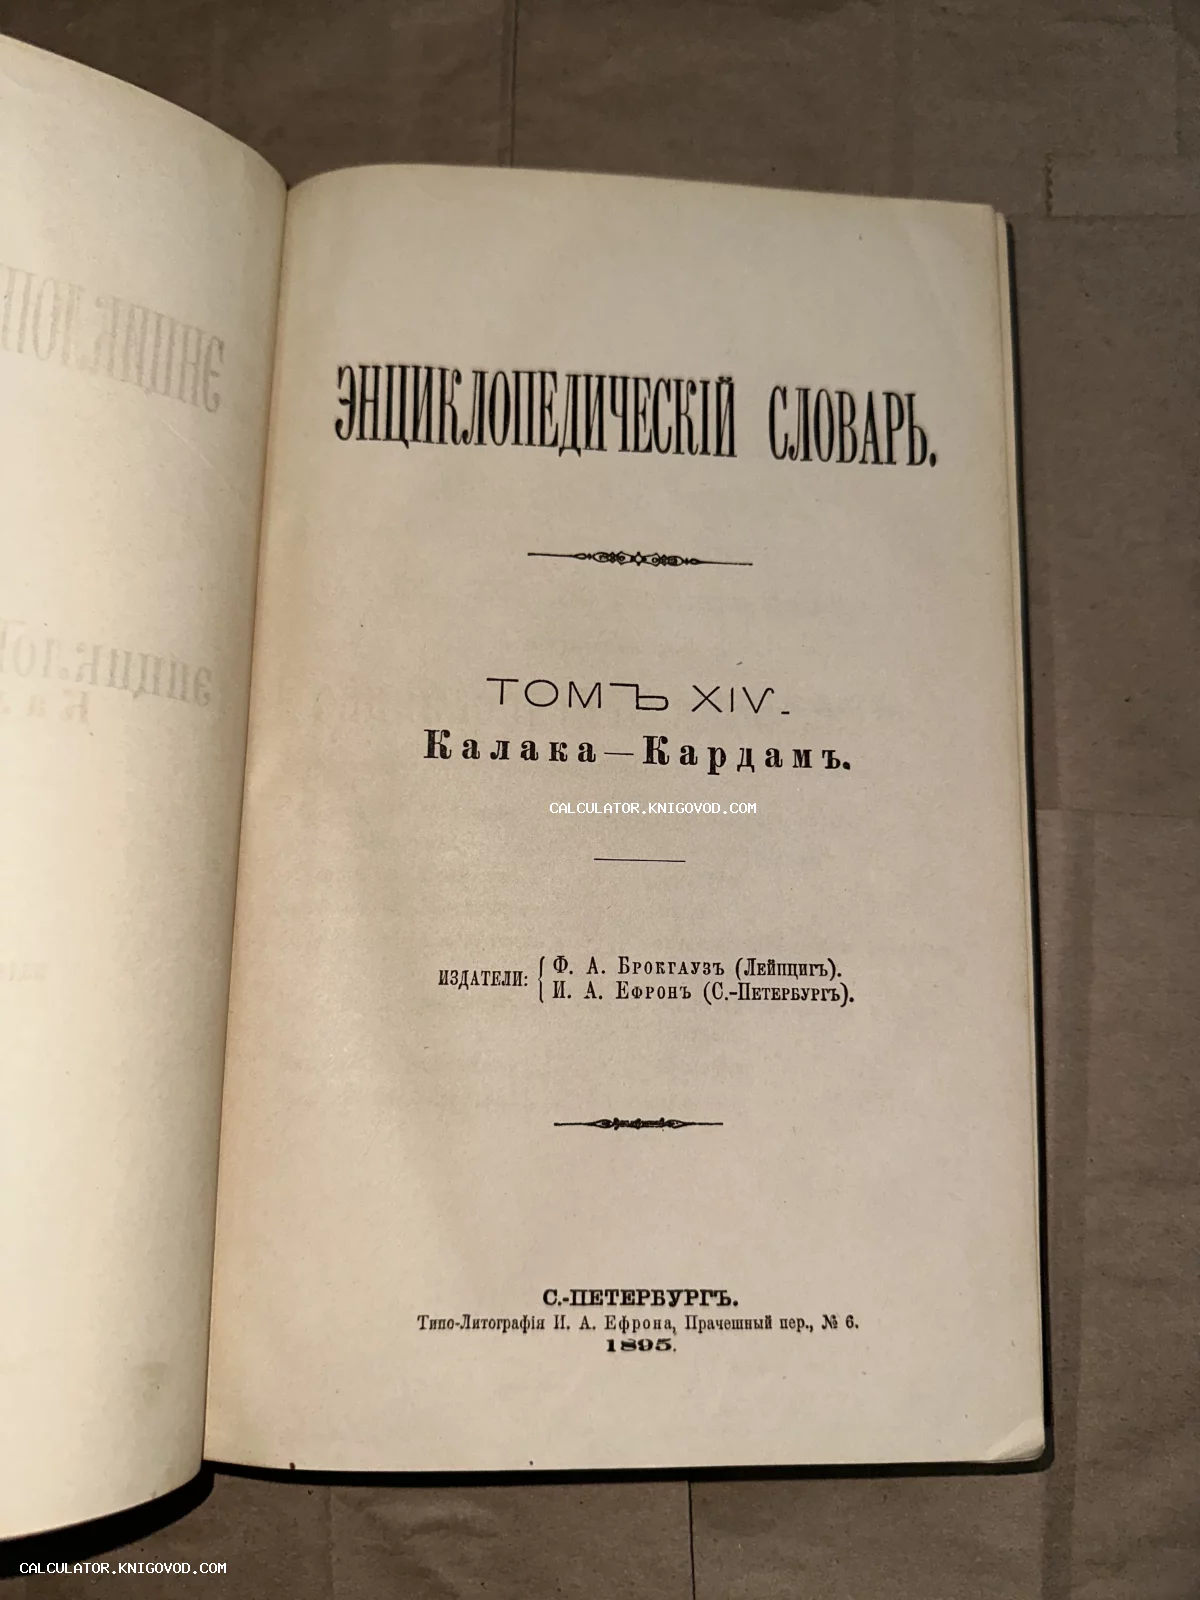 ЭНЦИКЛОПЕДИЧЕСКІЙ СЛОВАРЬ.
ТОМЪ XIV.
Калака—Кардамъ.
CALCULATOR.KNIGOVOD.COM
ИЗДАТЕЛИ: Ф. А. Брокгаузъ (Лейпцигъ).
И. А. Ефронъ (С.-Петербургъ).
С.-ПЕТЕРБУРГЪ.
Типо-Литографія И. А. Ефрона, Прачешный пер., № 6.
1895.
CALCULATOR.KNIGOVOD.COM